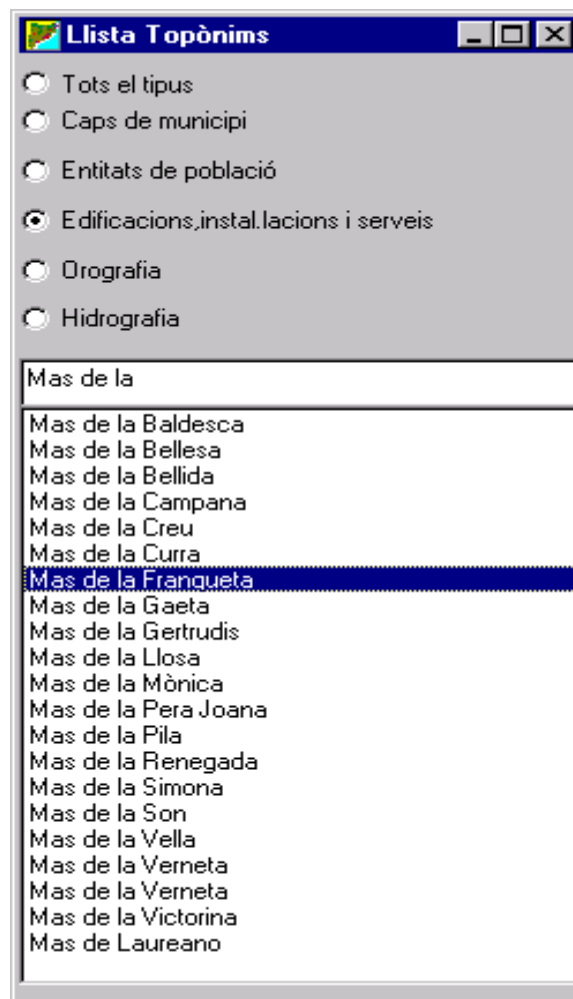 Llista Topònims
Tots el tipus
Caps de municipi
Entitats de població
Edificacions,instal.lacions i serveis
Orografia
Hidrografia
Mas de la
Mas de la Baldesca
Mas de la Bellesa
Mas de la Bellida
Mas de la Campana
Mas de la Creu
Mas de la Curra
Mas de la Franqueta
Mas de la Gaeta
Mas de la Gertrudis
Mas de la Llosa
Mas de la Mònica
Mas de la Pera Joana
Mas de la Pila
Mas de la Renegada
Mas de la Simona
Mas de la Son
Mas de la Vella
Mas de la Verneta
Mas de la Verneta
Mas de la Victorina
Mas de Laureano